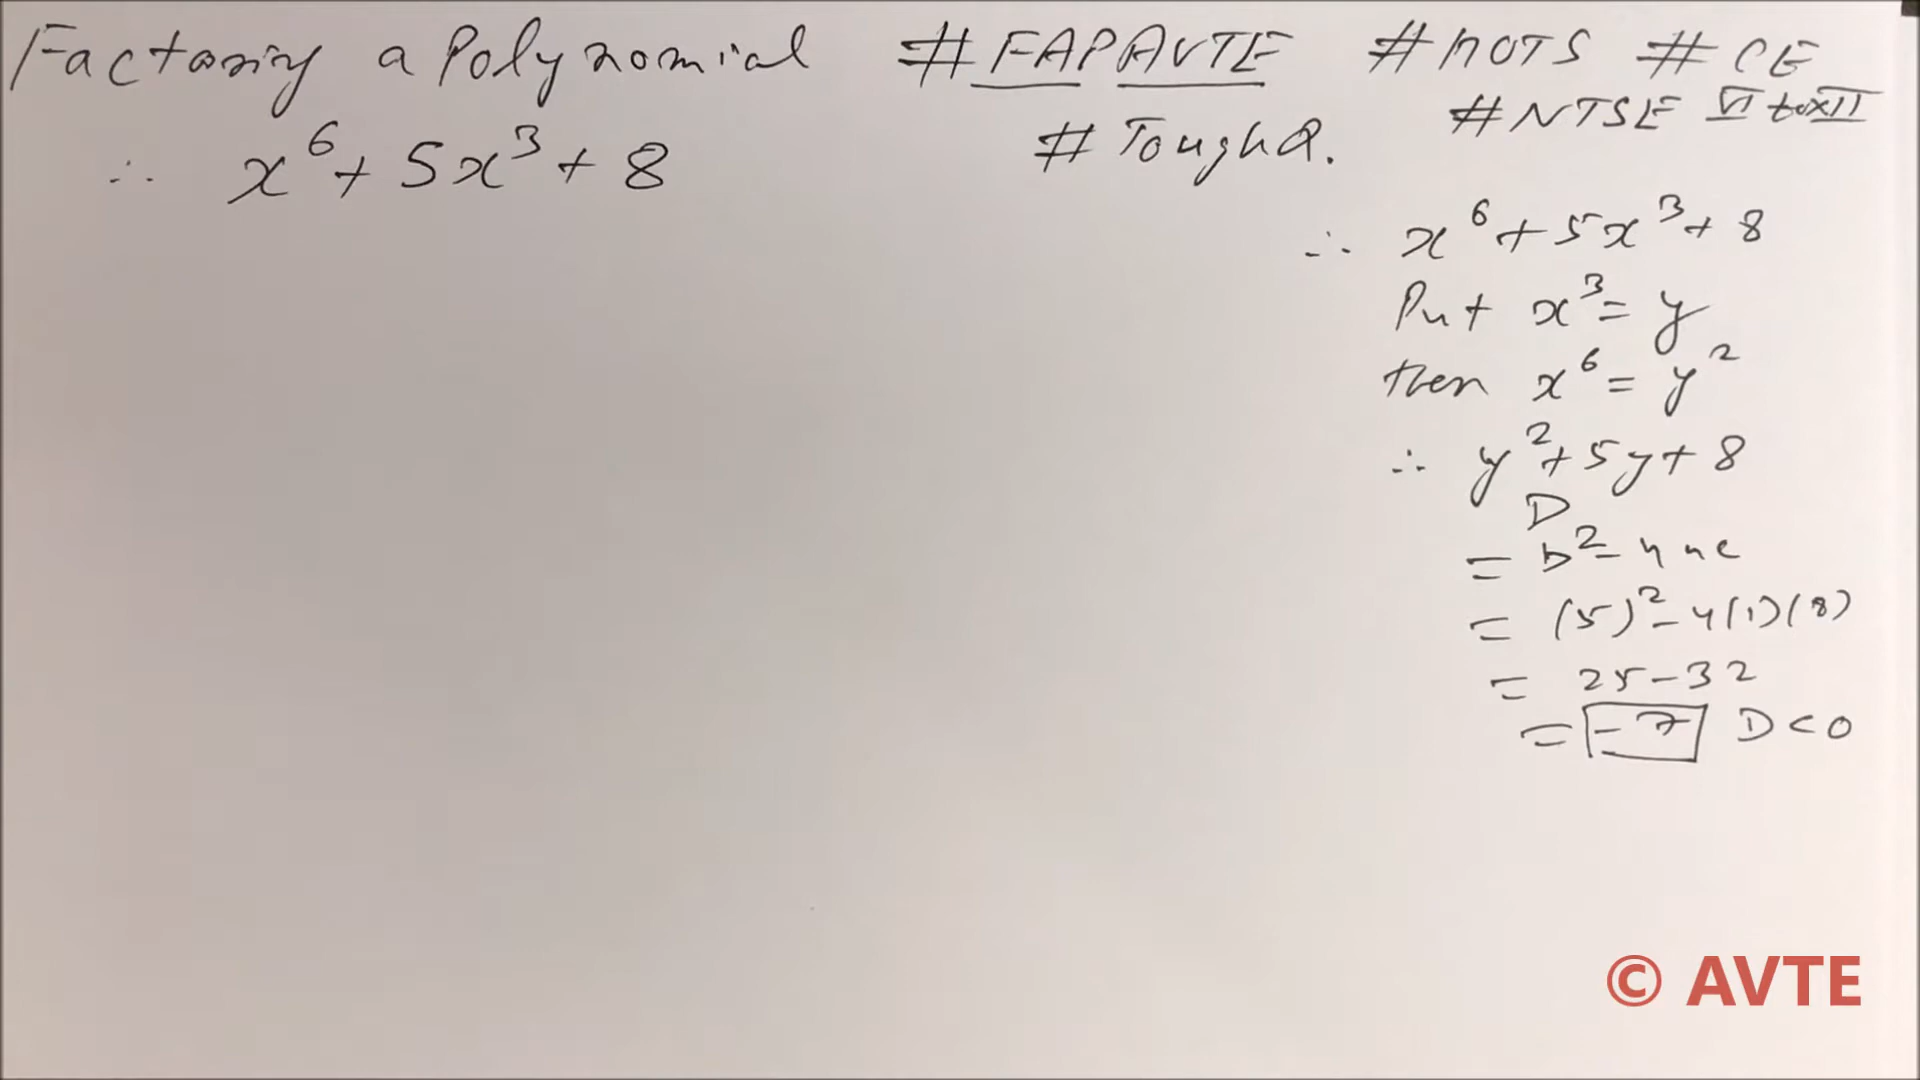 Factoring a Polynomial #FAPAVTE #HOTS #CE
#NTSE VI to XII
∴ x⁶ + 5x³ + 8
#Tough Q.
∴ x⁶ + 5x³ + 8
Put x³ = y
then x⁶ = y²
∴ y² + 5y + 8
D
= b² - 4ac
= (5)² - 4(1)(8)
= 25 - 32
= -7 D < 0
© AVTE